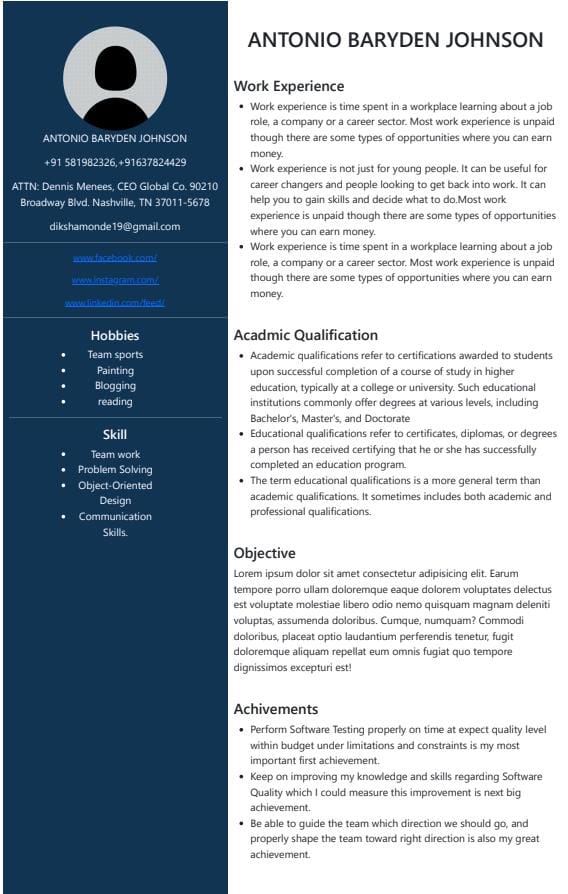 ANTONIO BARYDEN JOHNSON
+91 581982326,+91637824429
ATTN: Dennis Menees, CEO Global Co. 90210
Broadway Blvd. Nashville, TN 37011-5678
dikshamonde19@gmail.com
www.facebook.com/
www.instagram.com/
www.linkedin.com/feed/
Hobbies
• Team sports
• Painting
• Blogging
• reading
Skill
• Team work
• Problem Solving
• Object-Oriented
Design
• Communication
Skills.
ANTONIO BARYDEN JOHNSON
Work Experience
• Work experience is time spent in a workplace learning about a job
role, a company or a career sector. Most work experience is unpaid
though there are some types of opportunities where you can earn
money.
• Work experience is not just for young people. It can be useful for
career changers and people looking to get back into work. It can
help you to gain skills and decide what to do.Most work
experience is unpaid though there are some types of opportunities
where you can earn money.
• Work experience is time spent in a workplace learning about a job
role, a company or a career sector. Most work experience is unpaid
though there are some types of opportunities where you can earn
money.
Acadmic Qualification
• Academic qualifications refer to certifications awarded to students
upon successful completion of a course of study in higher
education, typically at a college or university. Such educational
institutions commonly offer degrees at various levels, including
Bachelor's, Master's, and Doctorate
• Educational qualifications refer to certificates, diplomas, or degrees
a person has received certifying that he or she has successfully
completed an education program.
• The term educational qualifications is a more general term than
academic qualifications. It sometimes includes both academic and
professional qualifications.
Objective
Lorem ipsum dolor sit amet consectetur adipisicing elit. Earum
tempore porro ullam doloremque eaque dolorem voluptates delectus
est voluptate molestiae libero odio nemo quisquam magnam deleniti
voluptas, assumenda doloribus. Cumque, numquam? Commodi
doloribus, placeat optio laudantium perferendis tenetur, fugit
doloremque aliquam repellat eum omnis fugiat quo tempore
dignissimos excepturi est!
Achivements
• Perform Software Testing properly on time at expect quality level
within budget under limitations and constraints is my most
important first achievement.
• Keep on improving my knowledge and skills regarding Software
Quality which I could measure this improvement is next big
achievement.
• Be able to guide the team which direction we should go, and
properly shape the team toward right direction is also my great
achievement.